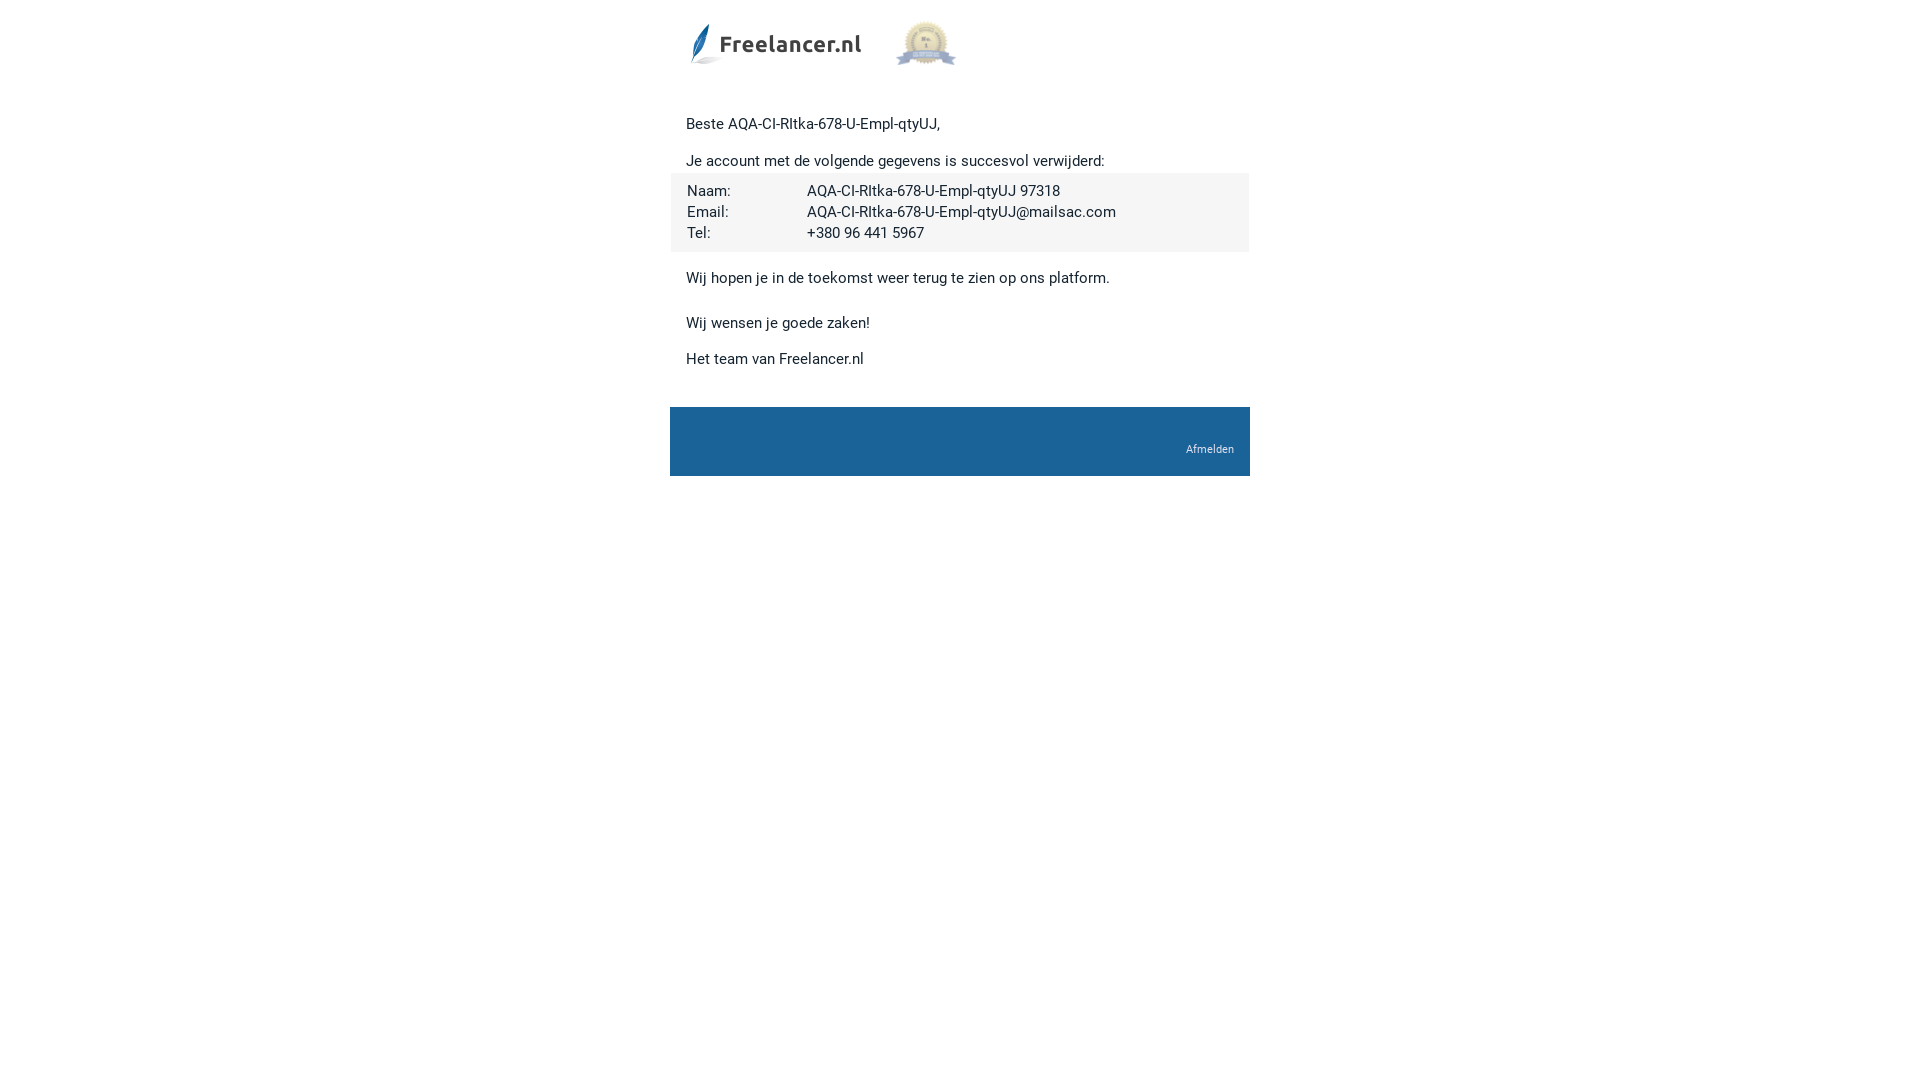 Freelancer.nl
Beste AQA-CI-RItka-678-U-Empl-qtyUJ,
Je account met de volgende gegevens is succesvol verwijderd:
Naam: AQA-CI-RItka-678-U-Empl-qtyUJ 97318
Email: AQA-CI-RItka-678-U-Empl-qtyUJ@mailsac.com
Tel: +380 96 441 5967
Wij hopen je in de toekomst weer terug te zien op ons platform.
Wij wensen je goede zaken!
Het team van Freelancer.nl
Afmelden